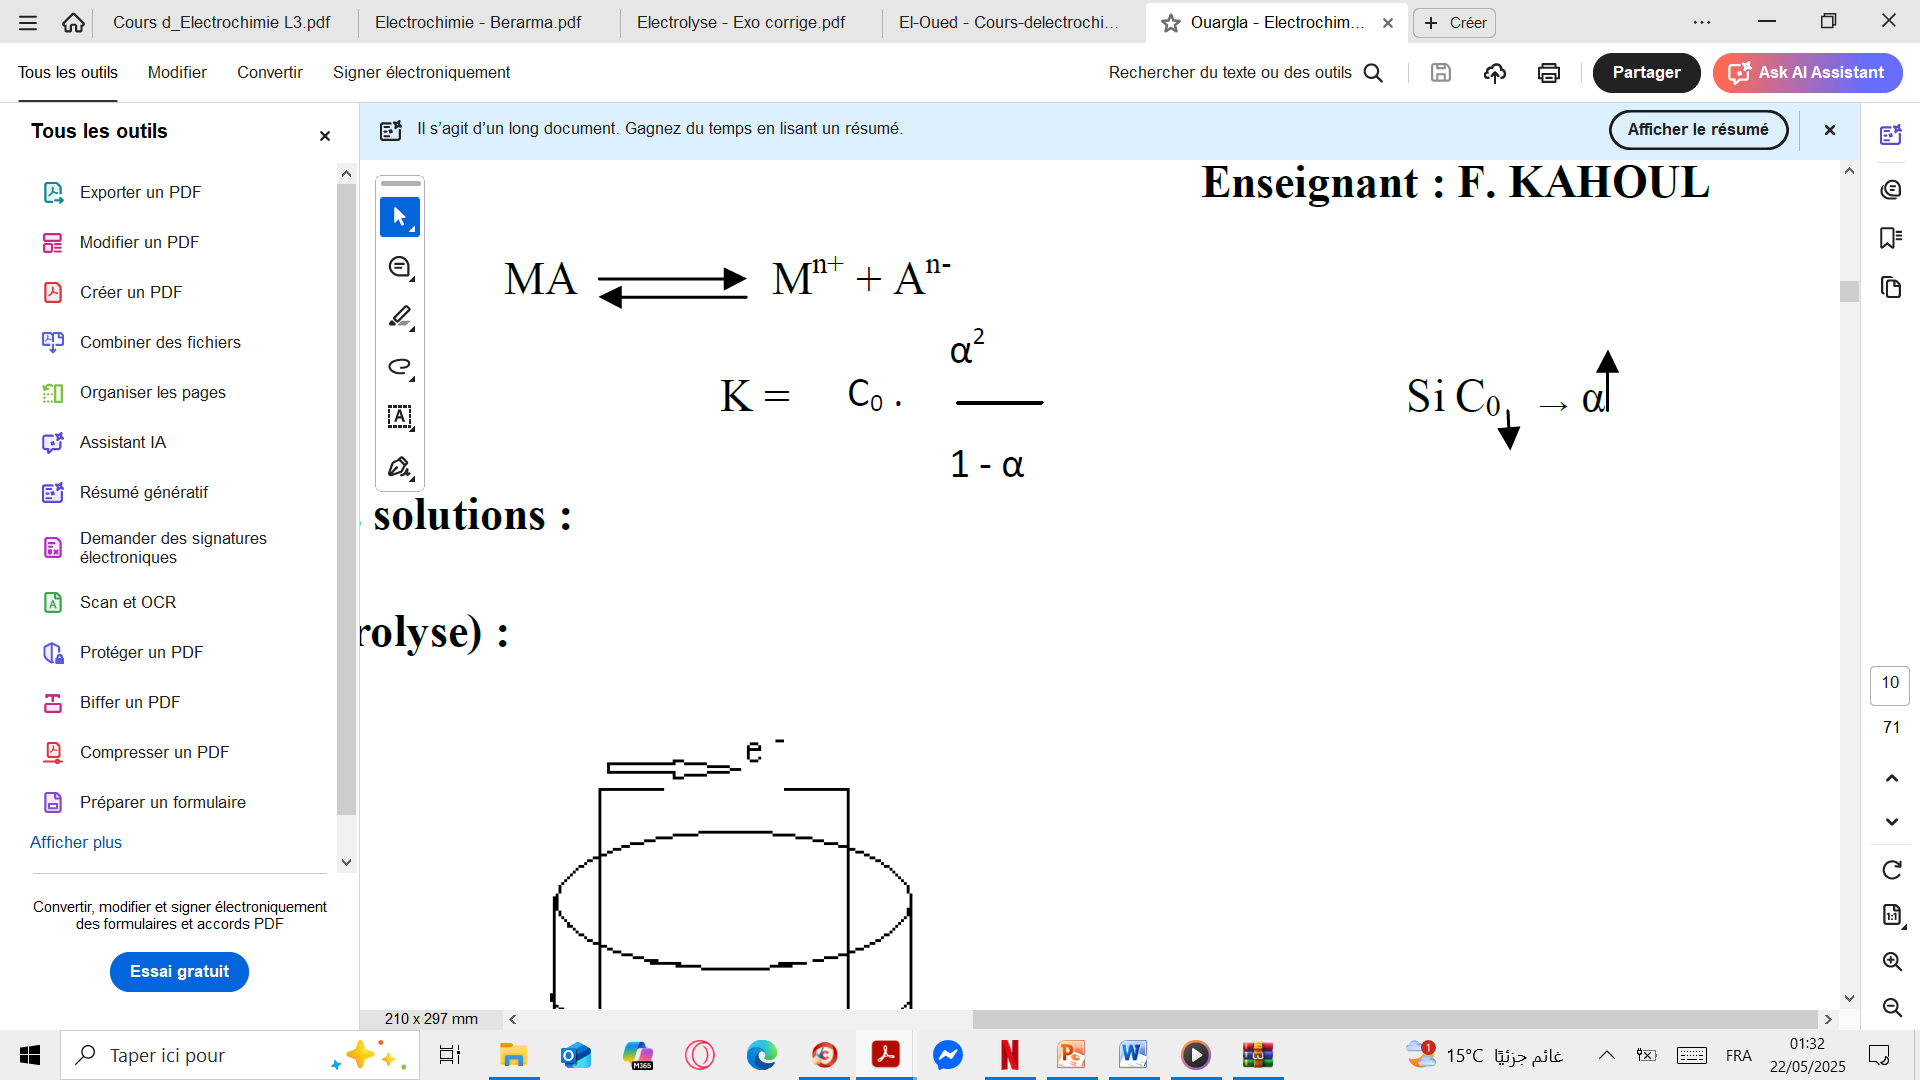 Cours d_Electrochimie L3.pdf
Electrochimie - Berarma.pdf
Electrolyse - Exo corrige.pdf
El-Oued - Cours-delectrochi...
Ouargla - Electrochim...
Créer
Tous les outils
Modifier
Convertir
Signer électroniquement
Rechercher du texte ou des outils
Partager
Ask AI Assistant
Tous les outils
Exporter un PDF
Modifier un PDF
Créer un PDF
Combiner des fichiers
Organiser les pages
Assistant IA
Résumé génératif
Demander des signatures
électroniques
Scan et OCR
Protéger un PDF
Biffer un PDF
Compresser un PDF
Préparer un formulaire
Afficher plus
Convertir, modifier et signer électroniquement
des formulaires et accords PDF
Essai gratuit
Il s'agit d'un long document. Gagnez du temps en lisant un résumé.
Afficher le résumé
Enseignant : F. KAHOUL
MA ⇄ Mⁿ⁺ + Aⁿ⁻
α²
K = C₀ .
1 - α
Si C₀ ↓ → α ↑
solutions :
rolyse) :
e -
210 x 297 mm
10
71
1:1
Taper ici pour
M365
1
15°C غائم جزئيًا
FRA
01:32
22/05/2025